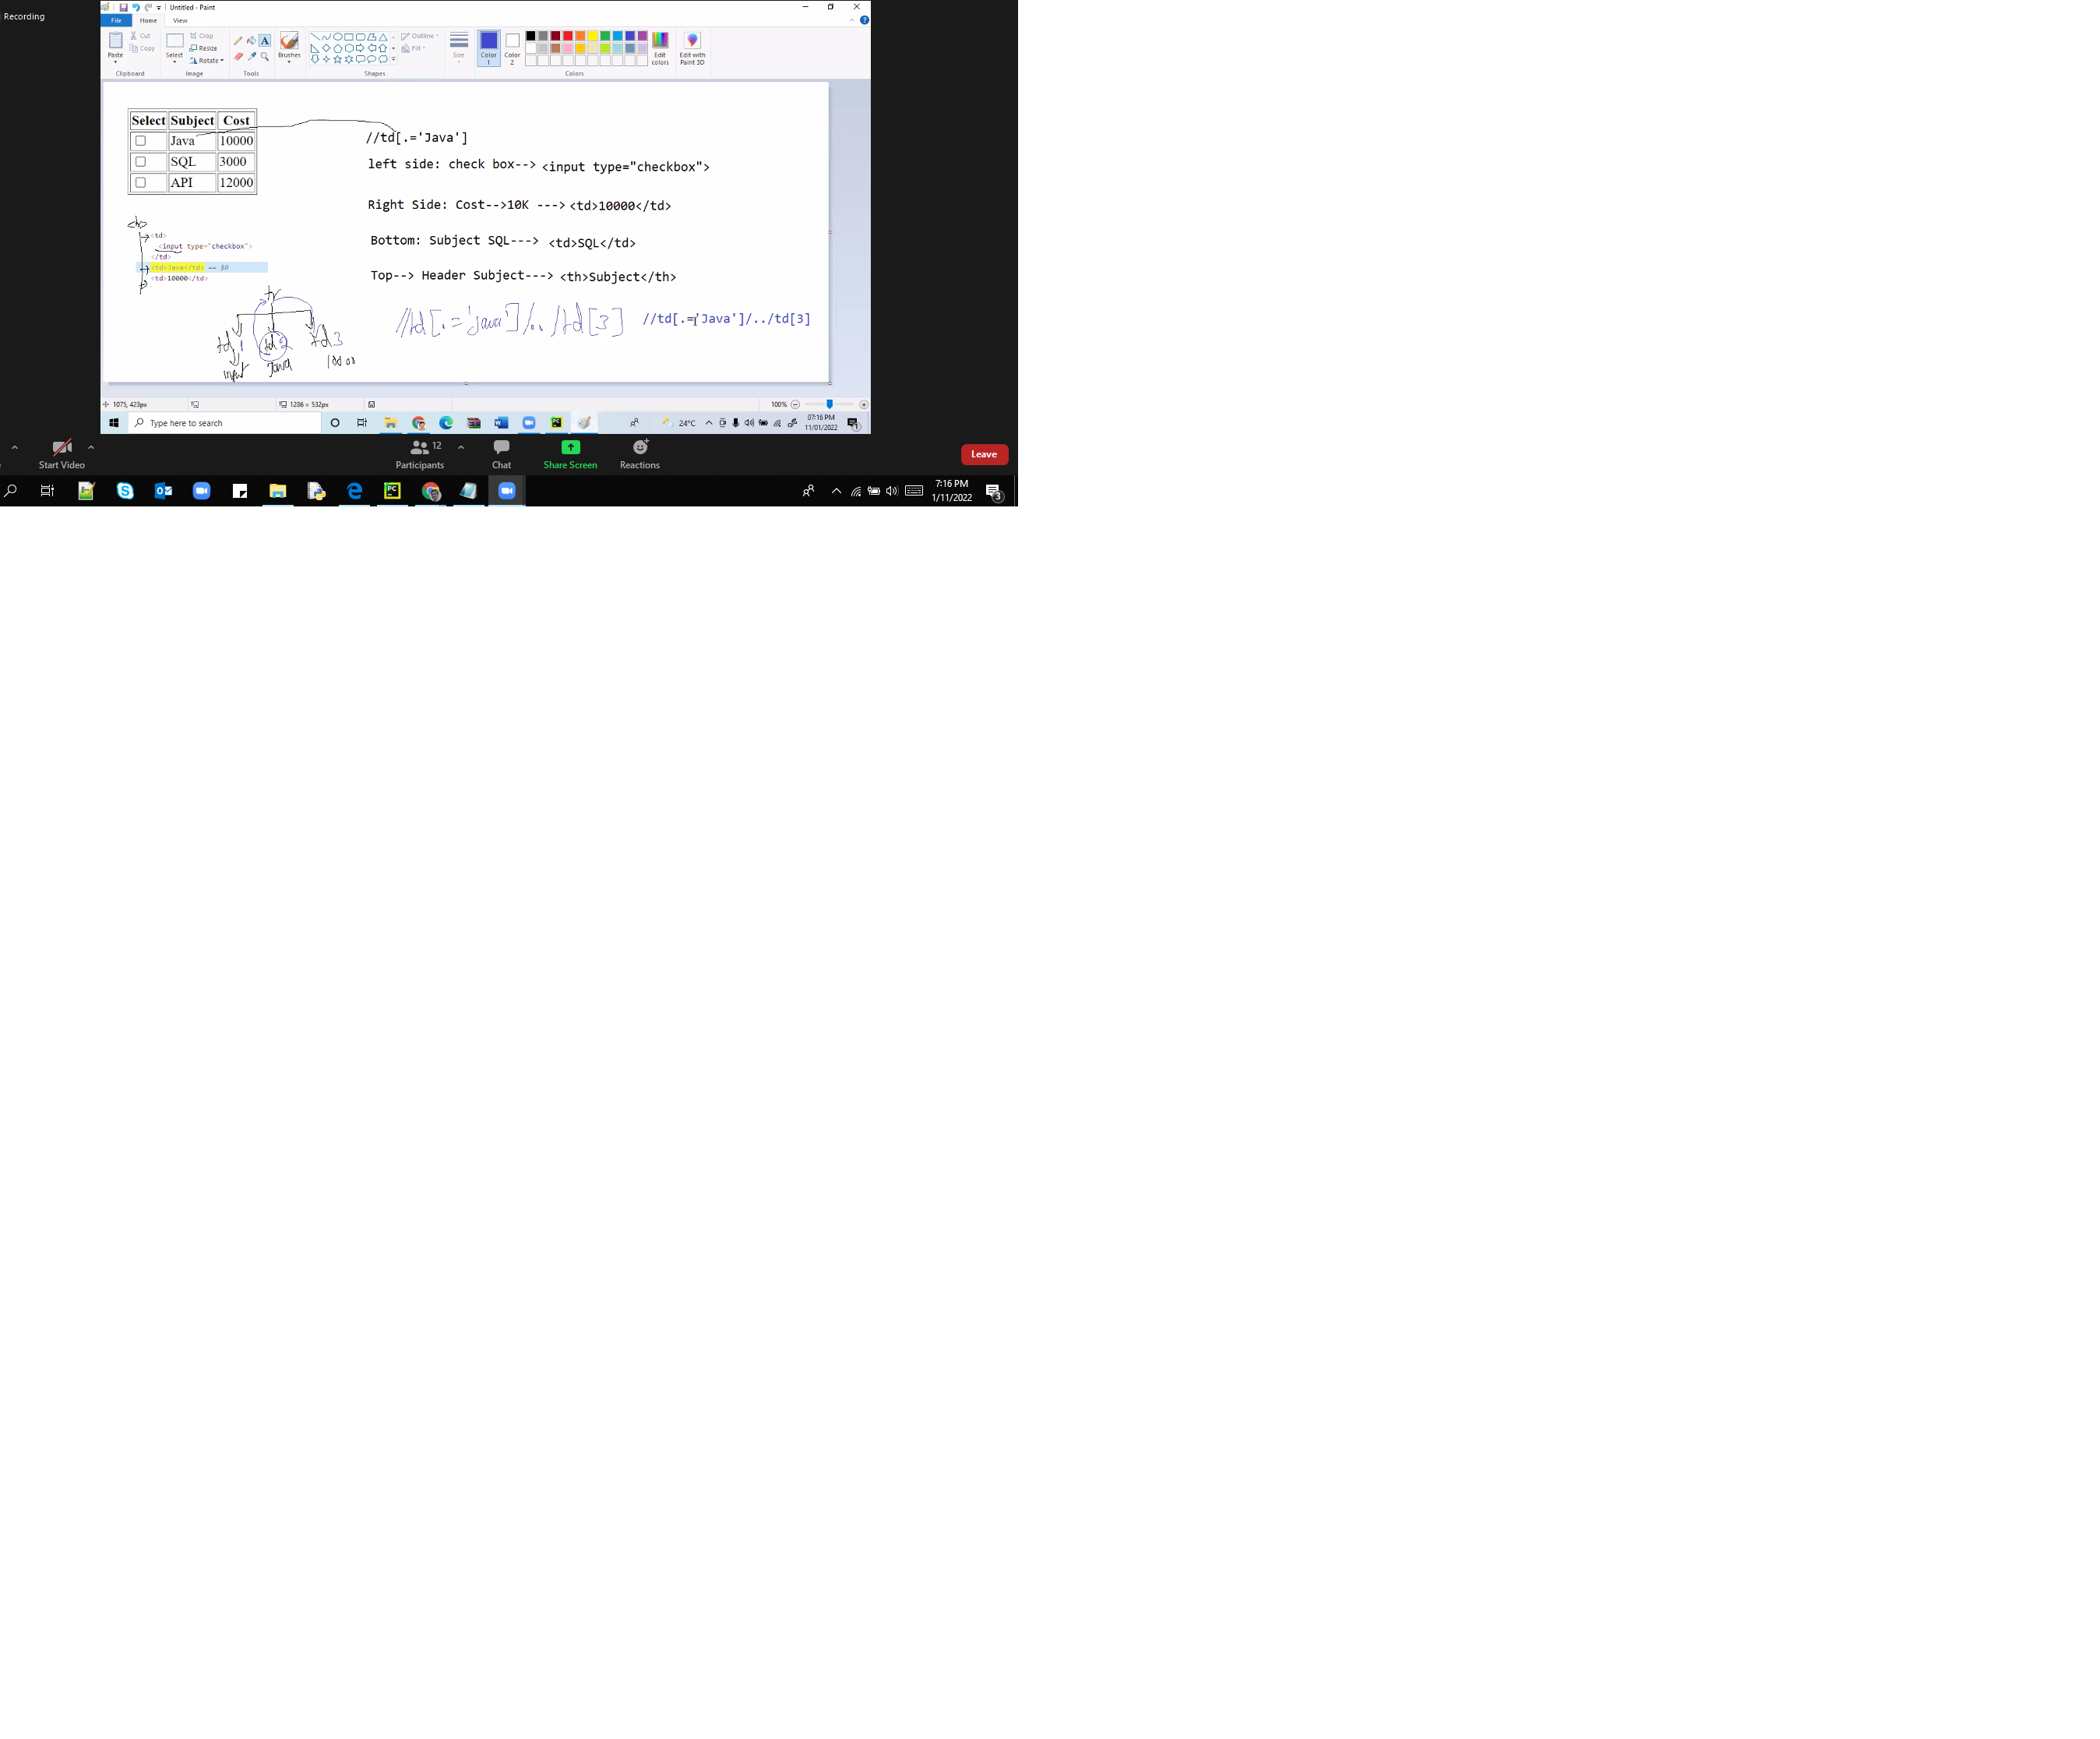 Recording
Untitled - Paint
File Home View
Paste
Cut
Copy
Clipboard
Select
Crop
Resize
Rotate
Image
Tools
Brushes
Shapes
Outline
Fill
Size
Color 1
Color 2
Colors
Edit colors
Edit with Paint 3D
Select Subject Cost
Java 10000
SQL 3000
API 12000
//td[.='Java']
left side: check box--> <input type="checkbox">
Right Side: Cost-->10K ---> <td>10000</td>
Bottom: Subject SQL---> <td>SQL</td>
Top--> Header Subject---> <th>Subject</th>
<td>
<input type="checkbox">
</td>
<td>Java</td> == $0
<td>10000</td>
tr
td 1 td 2 td 3
input Java
//td[.='Java']/../td[3] //td[.='Java']/../td[3]
1075, 423px 1286 × 532px 100%
Type here to search 24°C 07:16 PM
11/01/2022
Start Video Participants 12 Chat Share Screen Reactions Leave
7:16 PM
1/11/2022
3